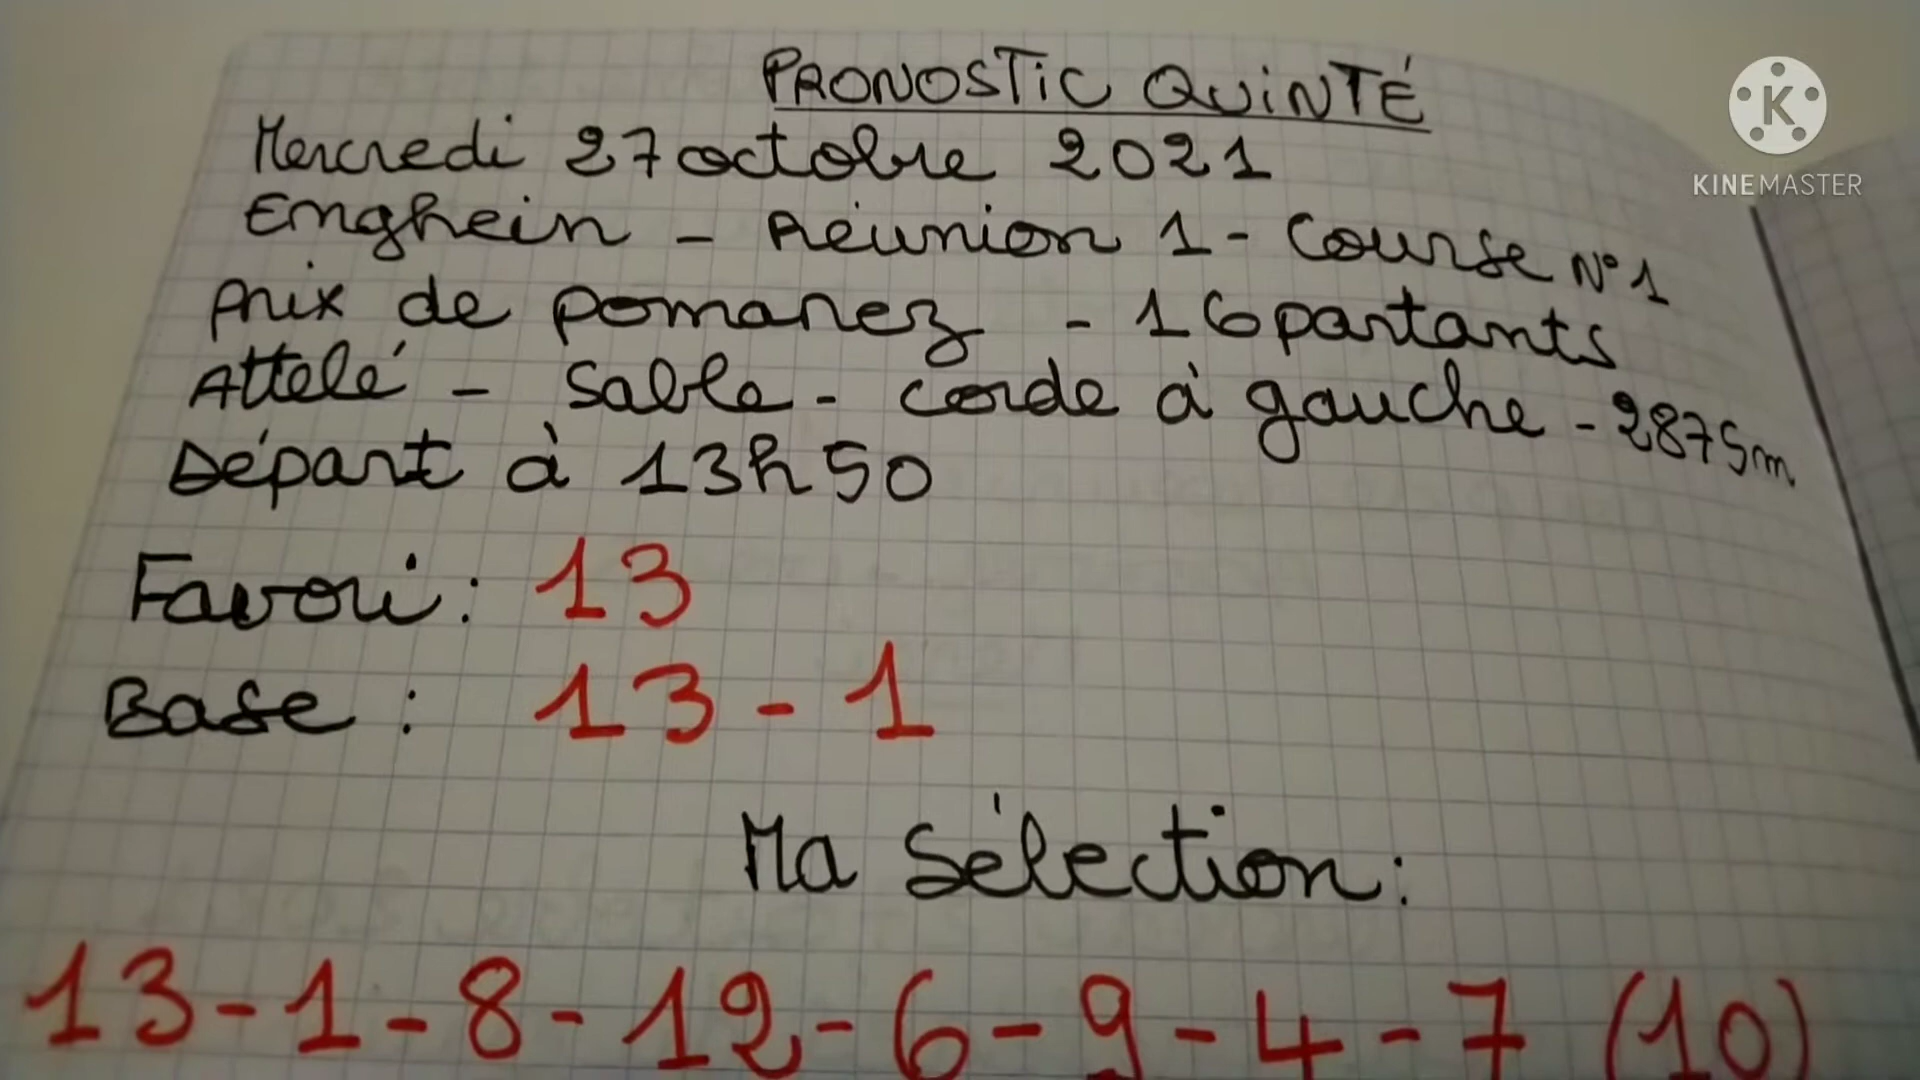 PRONOSTIC QUINTÉ
Mercredi 27 octobre 2021
Enghein - Réunion 1 - Course N°1
Prix de pomarez - 16 partants
Attelé - Sable - corde à gauche - 2875m
Départ à 13h50
Favori : 13
Base : 13 - 1
Ma Sélection :
13 - 1 - 8 - 12 - 6 - 9 - 4 - 7 (10)
K
KINEMASTER